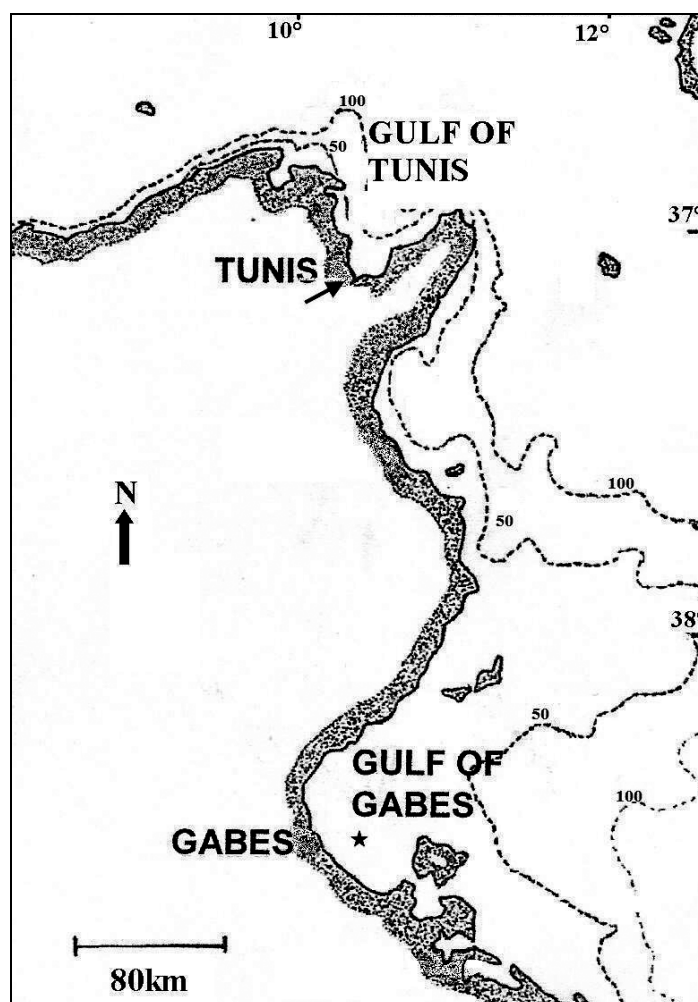 10°
12°
100
50
GULF OF
TUNIS
37°
TUNIS
100
50
N
38°
50
GULF OF
GABES
100
GABES
80km